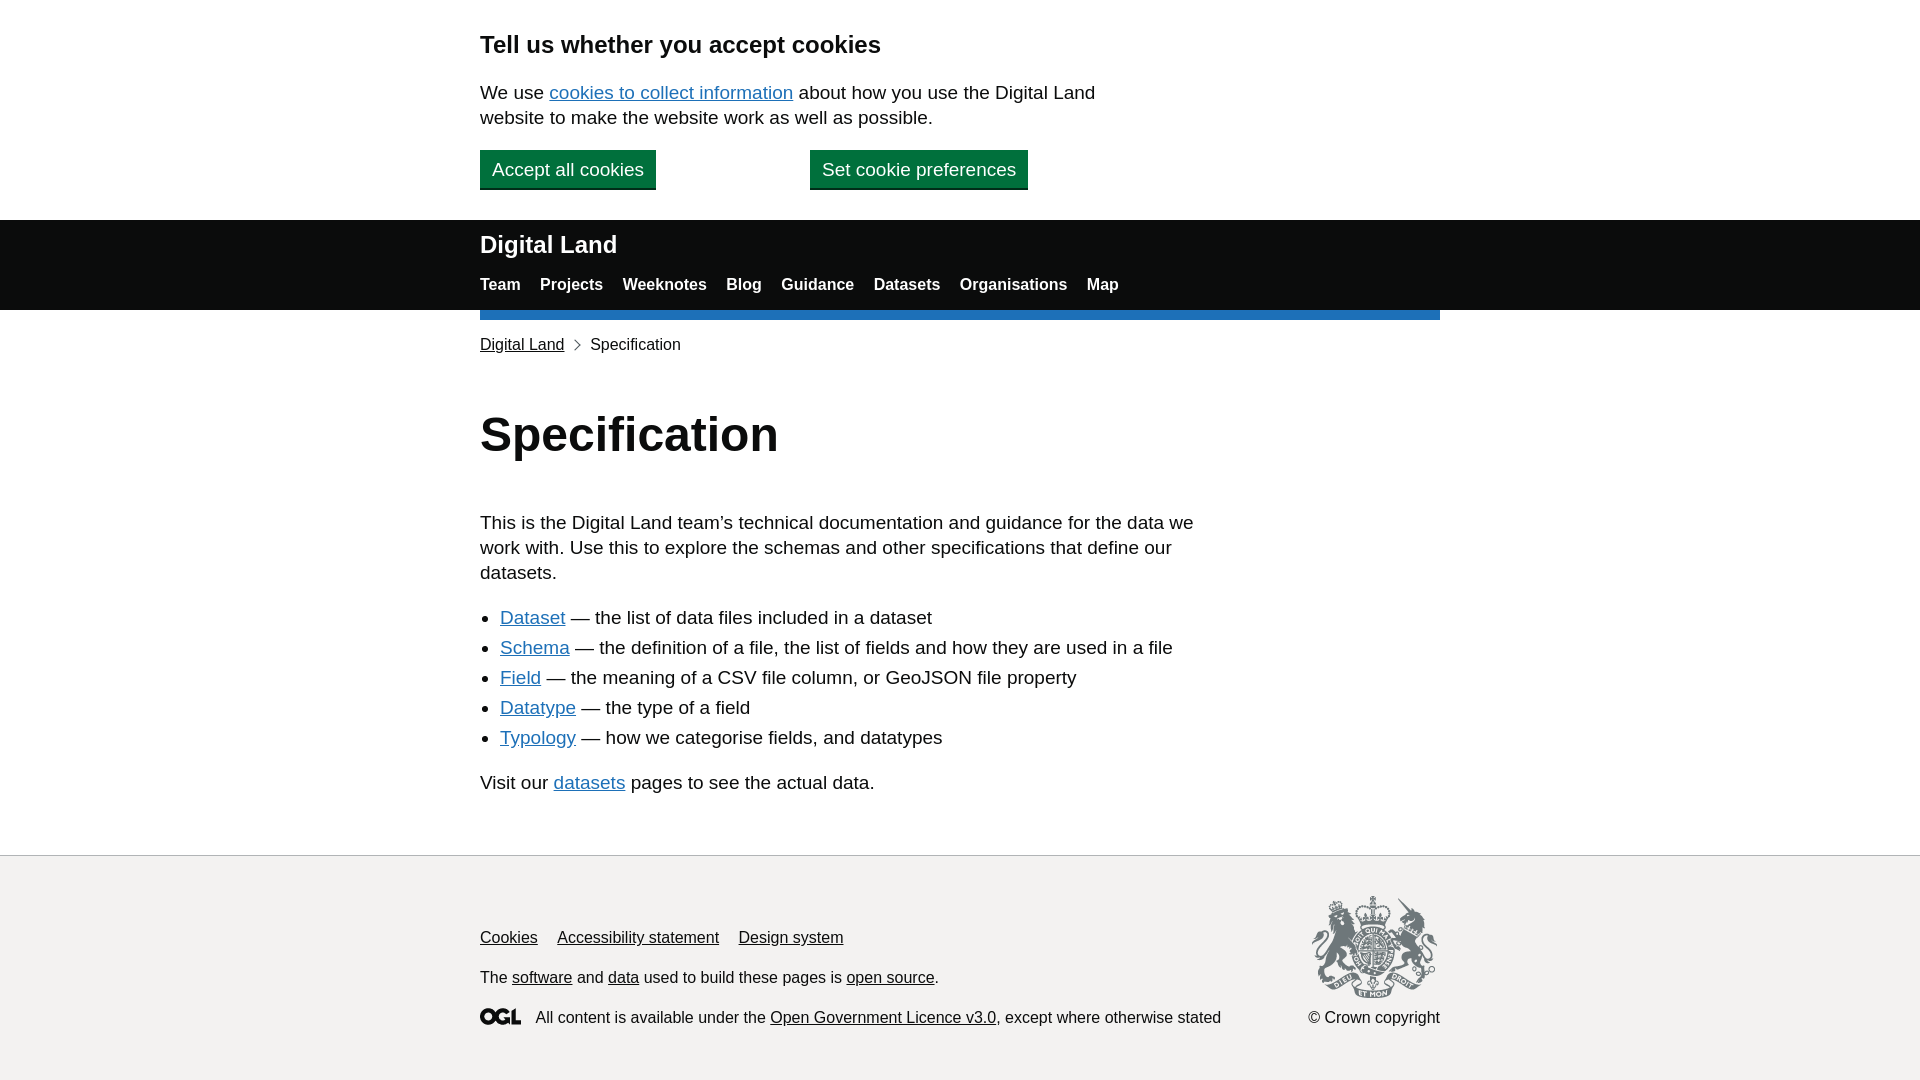 Tell us whether you accept cookies
We use cookies to collect information about how you use the Digital Land
website to make the website work as well as possible.
Accept all cookies
Set cookie preferences
Digital Land
Team Projects Weeknotes Blog Guidance Datasets Organisations Map
Digital Land Specification
Specification
This is the Digital Land team’s technical documentation and guidance for the data we
work with. Use this to explore the schemas and other specifications that define our
datasets.
Dataset — the list of data files included in a dataset
Schema — the definition of a file, the list of fields and how they are used in a file
Field — the meaning of a CSV file column, or GeoJSON file property
Datatype — the type of a field
Typology — how we categorise fields, and datatypes
Visit our datasets pages to see the actual data.
Cookies Accessibility statement Design system
The software and data used to build these pages is open source.
OGL All content is available under the Open Government Licence v3.0, except where otherwise stated
DIEU ET MON DROIT
© Crown copyright